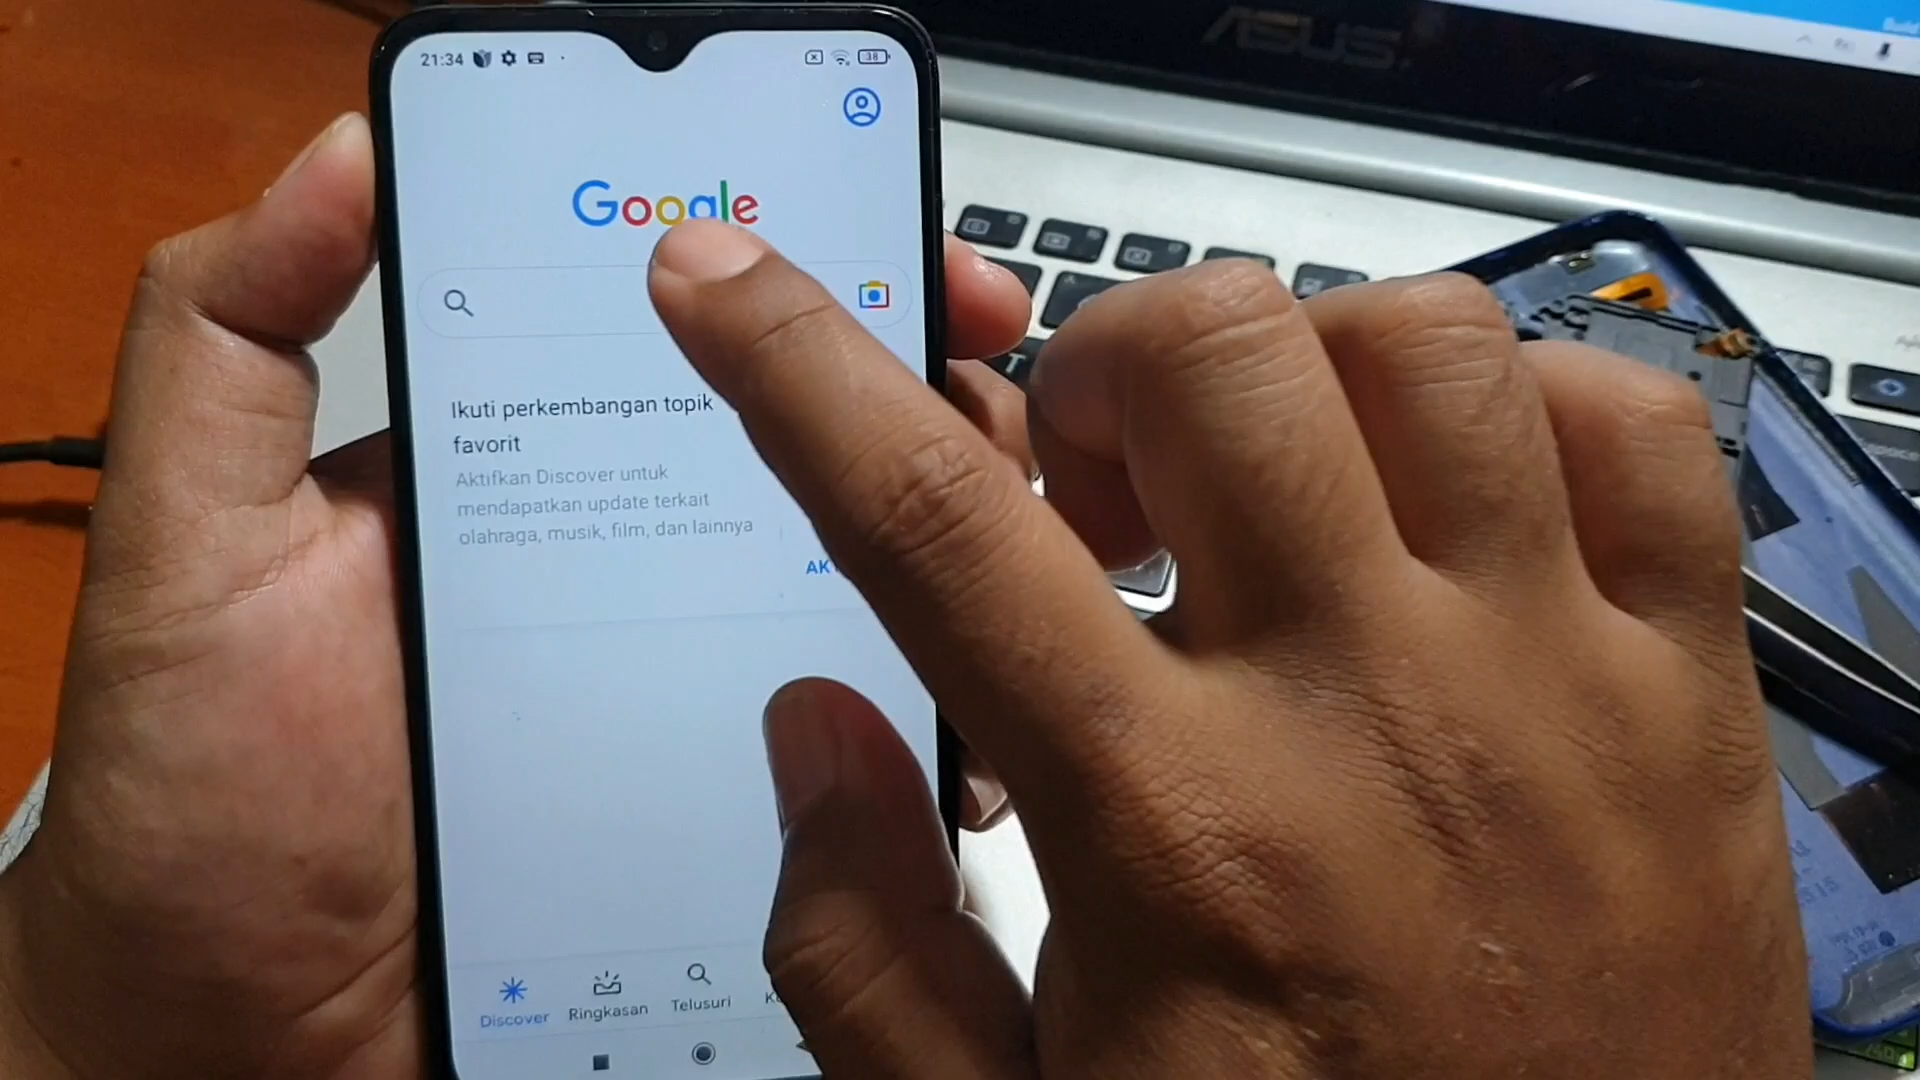 ASUS
21:34
38
Google
T
Ikuti perkembangan topik
favorit
Aktifkan Discover untuk
mendapatkan update terkait
olahraga, musik, film, dan lainnya
Discover
Ringkasan
Telusuri